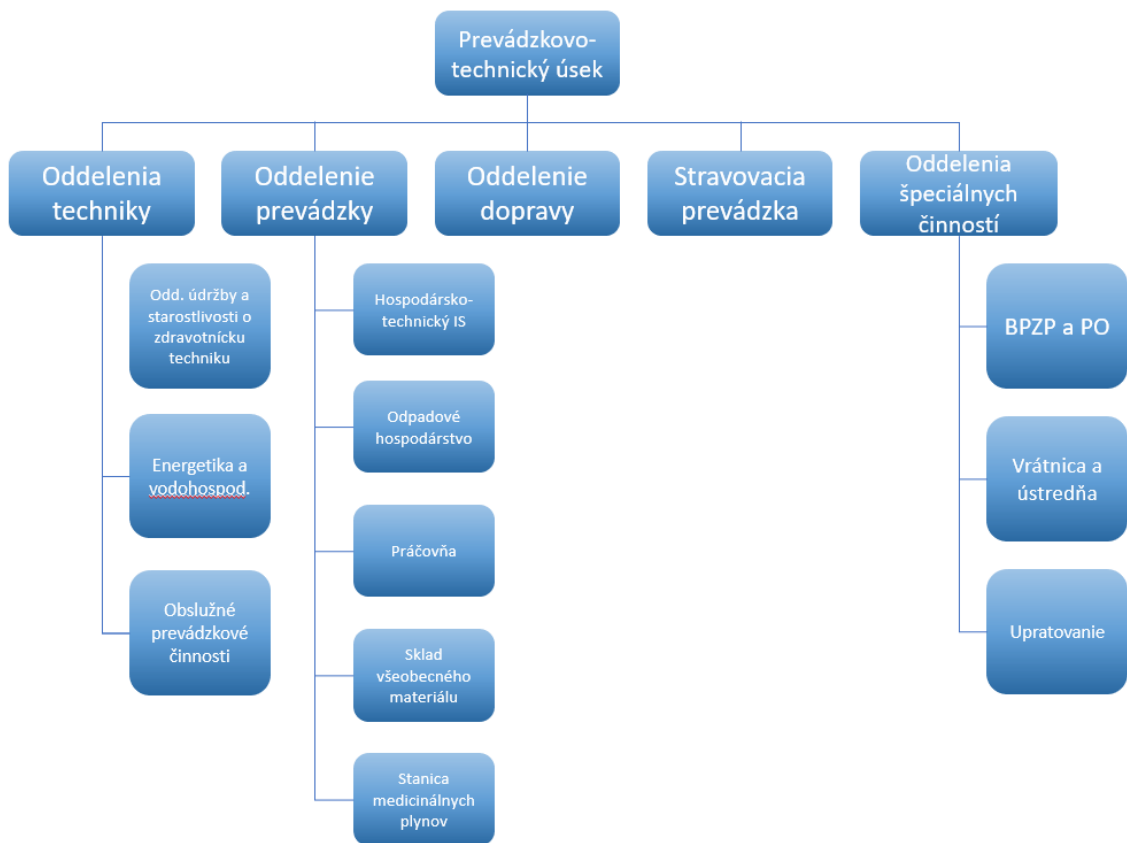 Prevádzkovo-
technický úsek
Oddelenia
techniky
Oddelenie
prevádzky
Oddelenie
dopravy
Stravovacia
prevádzka
Oddelenia
špeciálnych
činností
Odd. údržby a
starostlivosti o
zdravotnícku
techniku
Energetika a
vodohospod.
Obslužné
prevádzkové
činnosti
Hospodársko-
technický IS
Odpadové
hospodárstvo
Práčovňa
Sklad
všeobecného
materiálu
Stanica
medicinálnych
plynov
BPZP a PO
Vrátnica a
ústredňa
Upratovanie